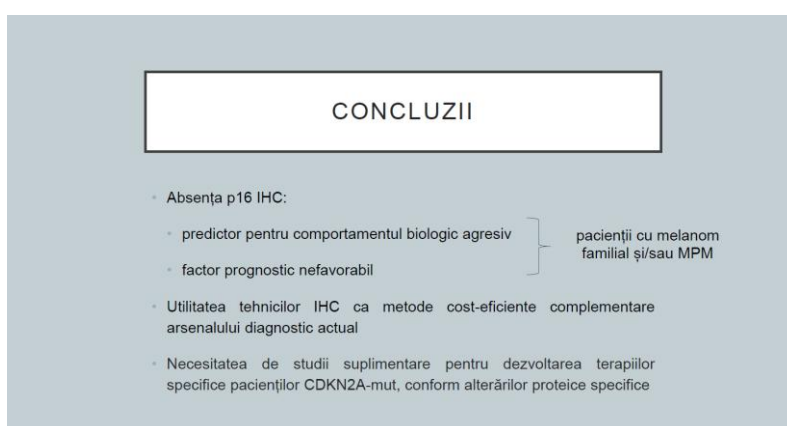 CONCLUZII
Absența p16 IHC:
predictor pentru comportamentul biologic agresiv
factor prognostic nefavorabil
pacienții cu melanom
familial și/sau MPM
Utilitatea tehnicilor IHC ca metode cost-eficiente complementare
arsenalului diagnostic actual
Necesitatea de studii suplimentare pentru dezvoltarea terapiilor
specifice pacienților CDKN2A-mut, conform alterărilor proteice specifice